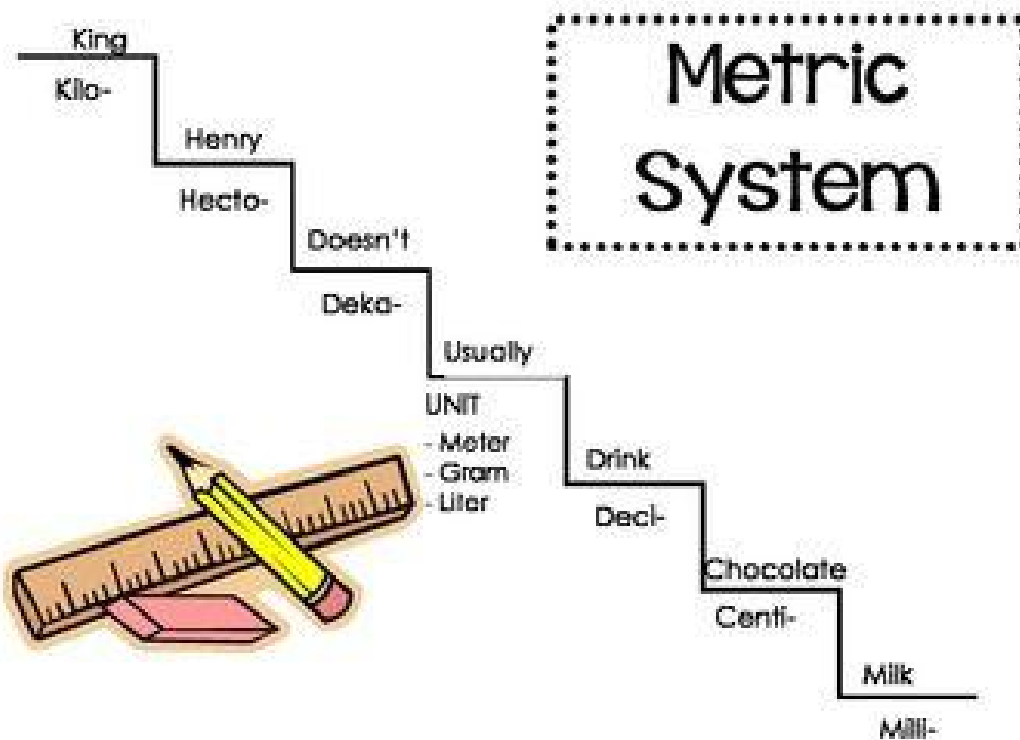 King
Kilo-
Metric
System
Henry
Hecto-
Doesn't
Deka-
Usually
UNIT
- Meter
- Gram
- Liter
Drink
Deci-
Chocolate
Centi-
Milk
Milli-